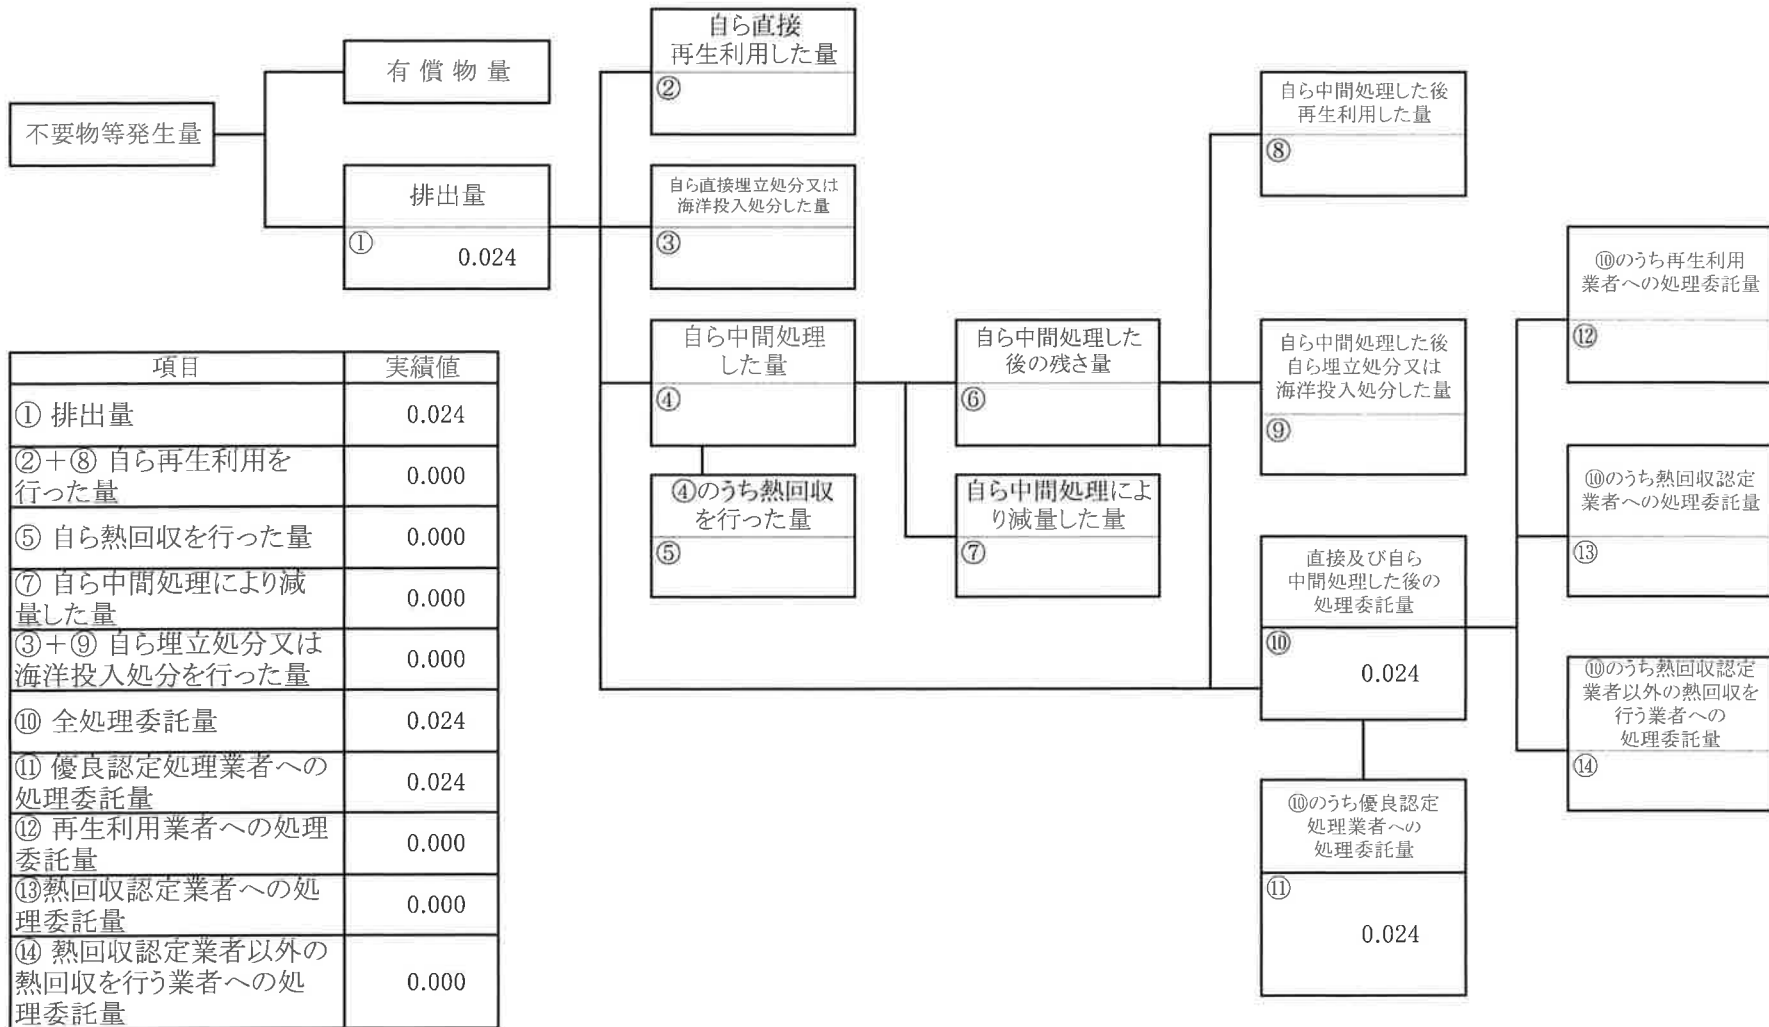 不要物等発生量
有償物量
排出量
①
0.024
自ら直接
再生利用した量
②
自ら直接埋立処分又は
海洋投入処分した量
③
自ら中間処理
した量
④
④のうち熱回収
を行った量
⑤
自ら中間処理した
後の残さ量
⑥
自ら中間処理によ
り減量した量
⑦
自ら中間処理した後
再生利用した量
⑧
自ら中間処理した後
自ら埋立処分又は
海洋投入処分した量
⑨
直接及び自ら
中間処理した後の
処理委託量
⑩
0.024
⑩のうち優良認定
処理業者への
処理委託量
⑪
0.024
⑩のうち再生利用
業者への処理委託量
⑫
⑩のうち熱回収認定
業者への処理委託量
⑬
⑩のうち熱回収認定
業者以外の熱回収を
行う業者への
処理委託量
⑭
項目 実績値
① 排出量 0.024
②+⑧ 自ら再生利用を
行った量 0.000
⑤ 自ら熱回収を行った量 0.000
⑦ 自ら中間処理により減
量した量 0.000
③+⑨ 自ら埋立処分又は
海洋投入処分を行った量 0.000
⑩ 全処理委託量 0.024
⑪ 優良認定処理業者への
処理委託量 0.024
⑫ 再生利用業者への処理
委託量 0.000
⑬熱回収認定業者への処
理委託量 0.000
⑭ 熱回収認定業者以外の
熱回収を行う業者への処
理委託量 0.000